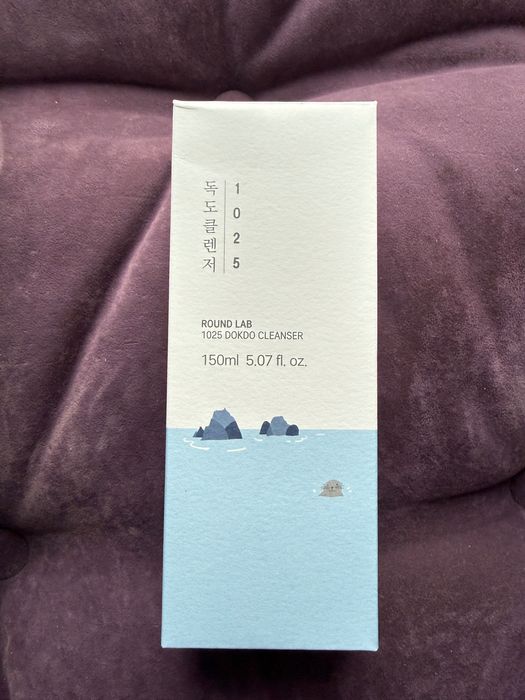 독도클렌저
1025
ROUND LAB
1025 DOKDO CLEANSER
150ml 5.07 fl. oz.